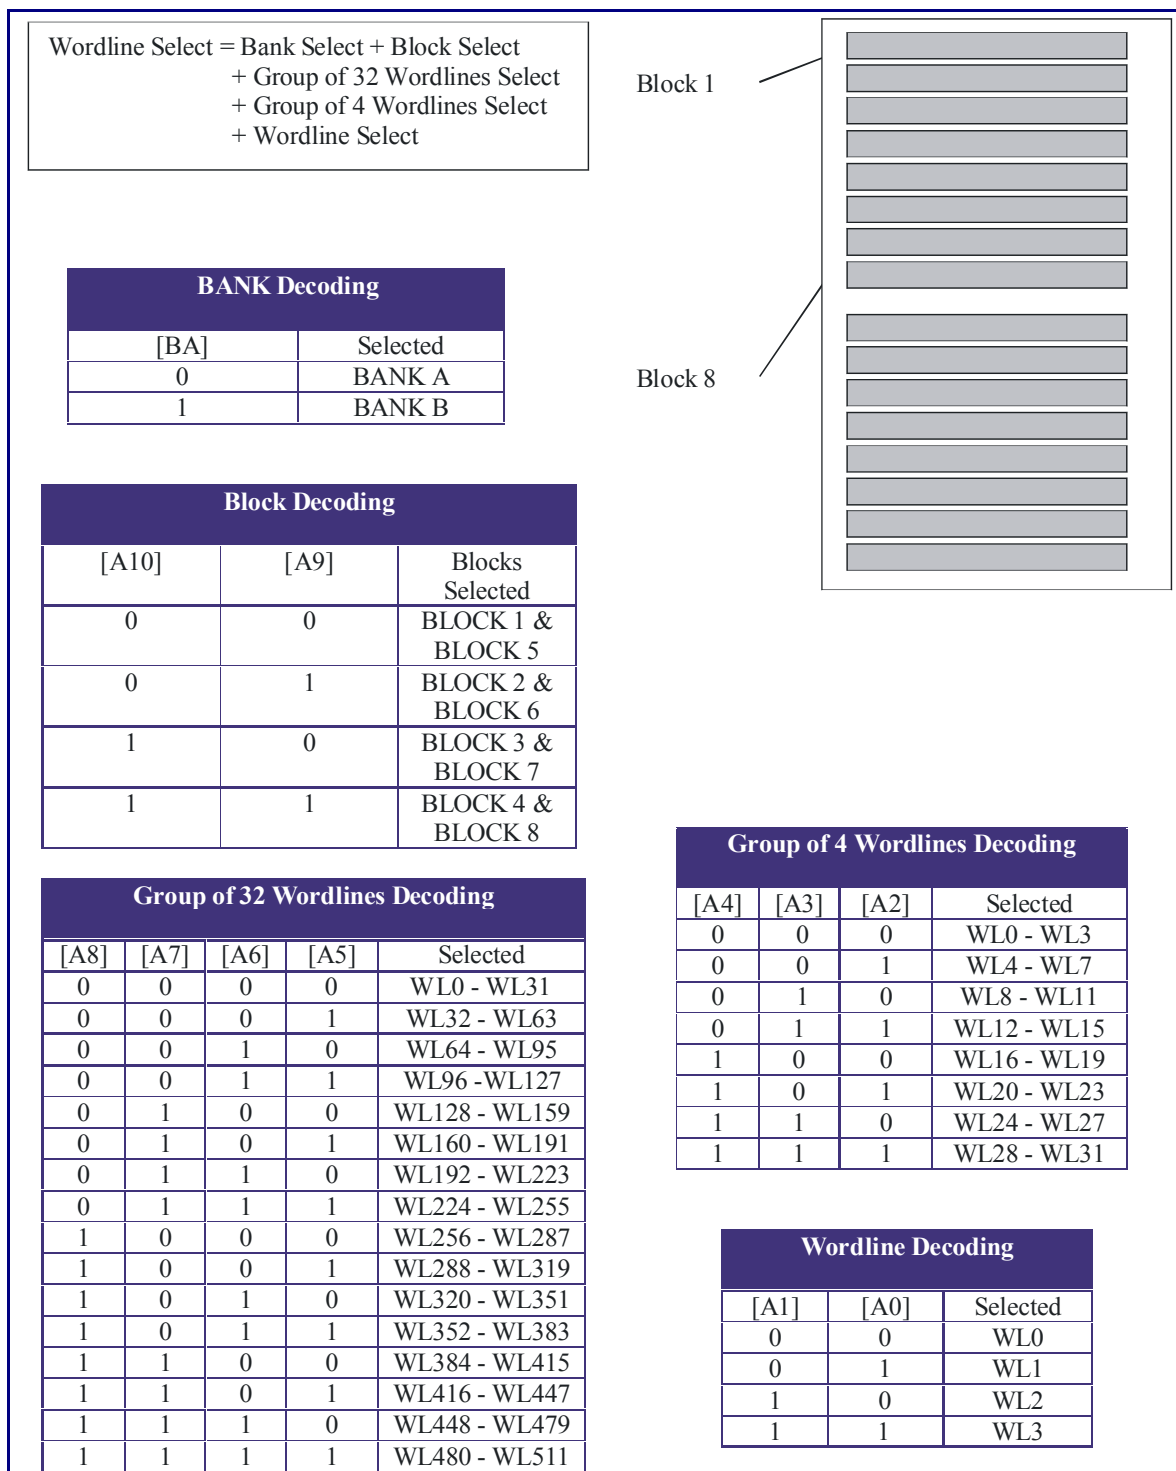 Wordline Select = Bank Select + Block Select
+ Group of 32 Wordlines Select
+ Group of 4 Wordlines Select
+ Wordline Select
Block 1
Block 8
BANK Decoding
[BA] Selected
0 BANK A
1 BANK B
Block Decoding
[A10] [A9] Blocks
Selected
0 0 BLOCK 1 &
BLOCK 5
0 1 BLOCK 2 &
BLOCK 6
1 0 BLOCK 3 &
BLOCK 7
1 1 BLOCK 4 &
BLOCK 8
Group of 32 Wordlines Decoding
[A8] [A7] [A6] [A5] Selected
0 0 0 0 WL0 - WL31
0 0 0 1 WL32 - WL63
0 0 1 0 WL64 - WL95
0 0 1 1 WL96 -WL127
0 1 0 0 WL128 - WL159
0 1 0 1 WL160 - WL191
0 1 1 0 WL192 - WL223
0 1 1 1 WL224 - WL255
1 0 0 0 WL256 - WL287
1 0 0 1 WL288 - WL319
1 0 1 0 WL320 - WL351
1 0 1 1 WL352 - WL383
1 1 0 0 WL384 - WL415
1 1 0 1 WL416 - WL447
1 1 1 0 WL448 - WL479
1 1 1 1 WL480 - WL511
Group of 4 Wordlines Decoding
[A4] [A3] [A2] Selected
0 0 0 WL0 - WL3
0 0 1 WL4 - WL7
0 1 0 WL8 - WL11
0 1 1 WL12 - WL15
1 0 0 WL16 - WL19
1 0 1 WL20 - WL23
1 1 0 WL24 - WL27
1 1 1 WL28 - WL31
Wordline Decoding
[A1] [A0] Selected
0 0 WL0
0 1 WL1
1 0 WL2
1 1 WL3